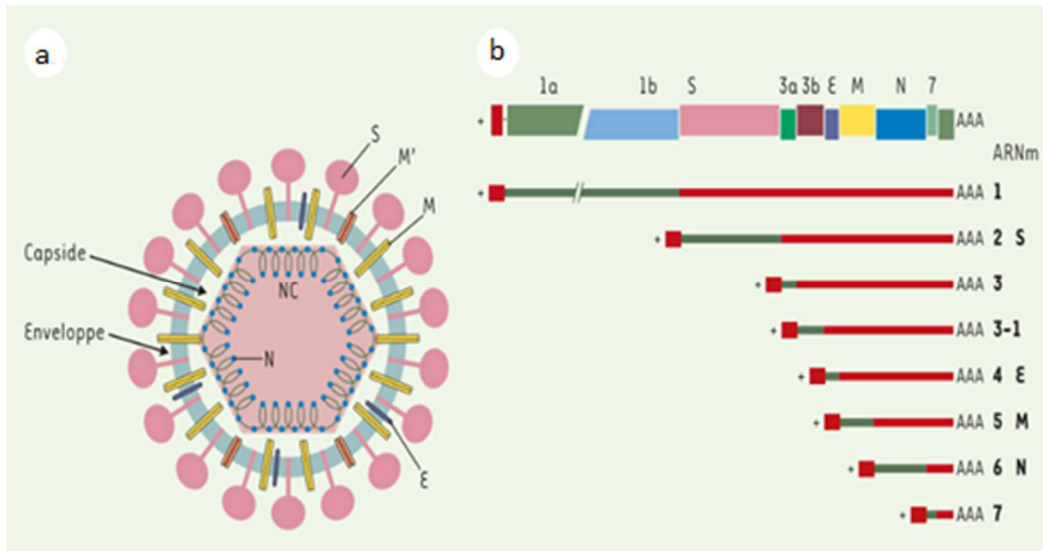 a
S
M'
M
Capside
NC
Enveloppe
N
ε
b
1a 1b S 3a 3b ε M N 7
+ AAA
ARNm
+ AAA 1
+ AAA 2 S
+ AAA 3
+ AAA 3-1
+ AAA 4 ε
+ AAA 5 M
+ AAA 6 N
+ AAA 7